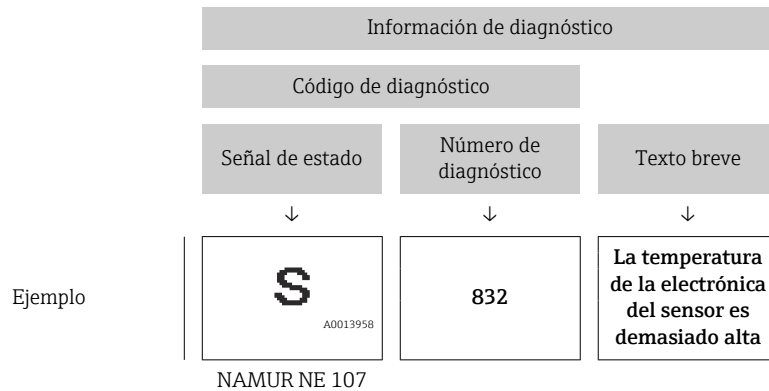 Información de diagnóstico
Código de diagnóstico
Señal de estado
Número de
diagnóstico
Texto breve
↓ ↓ ↓
Ejemplo
S
A0013958
832
La temperatura
de la electrónica
del sensor es
demasiado alta
NAMUR NE 107